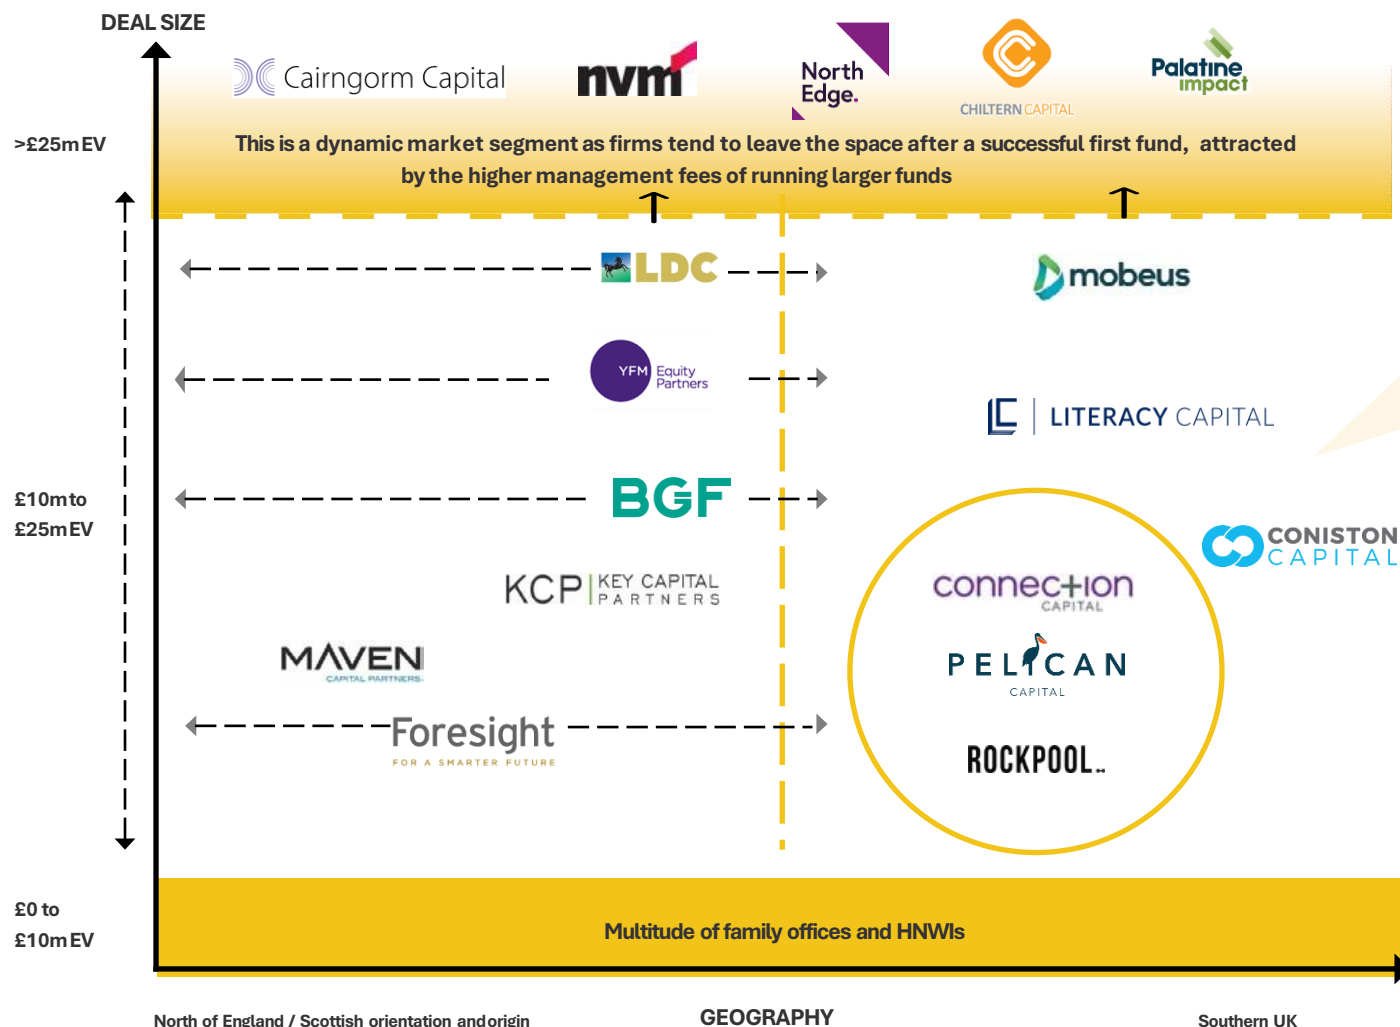 DEAL SIZE
Cairngorm Capital
nvm
North
Edge.
CHILTERN CAPITAL
Palatine
impact
>£25m EV
This is a dynamic market segment as firms tend to leave the space after a successful first fund, attracted
by the higher management fees of running larger funds
LDC
mobeus
YFM Equity
Partners
LC LITERACY CAPITAL
£10m to
£25m EV
BGF
CONISTON
CAPITAL
KCP KEY CAPITAL
PARTNERS
connection
CAPITAL
MAVEN
CAPITAL PARTNERS
PELICAN
CAPITAL
Foresight
FOR A SMARTER FUTURE
ROCKPOOL
£0 to
£10m EV
Multitude of family offices and HNWIs
North of England / Scottish orientation and origin
GEOGRAPHY
Southern UK